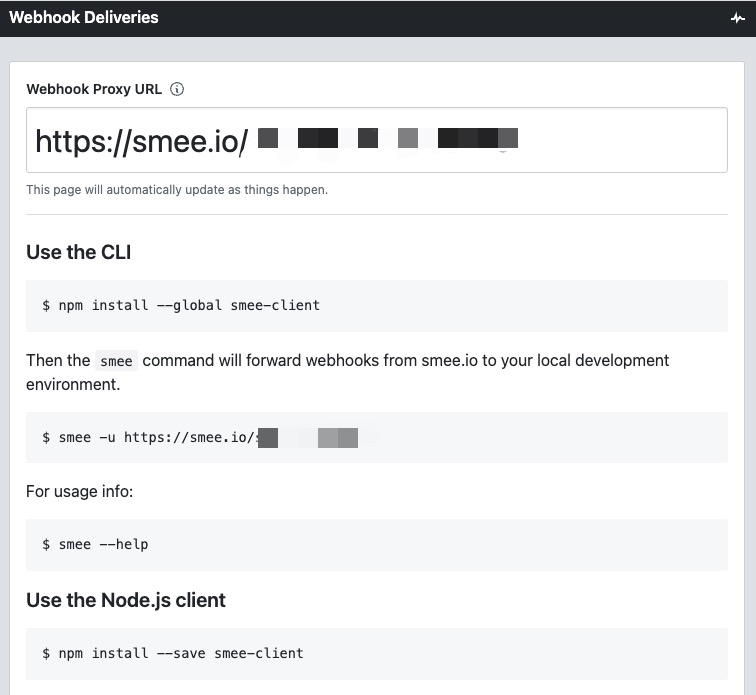 Webhook Deliveries
Webhook Proxy URL
https://smee.io/
This page will automatically update as things happen.
Use the CLI
$ npm install --global smee-client
Then the smee command will forward webhooks from smee.io to your local development
environment.
$ smee -u https://smee.io/
For usage info:
$ smee --help
Use the Node.js client
$ npm install --save smee-client